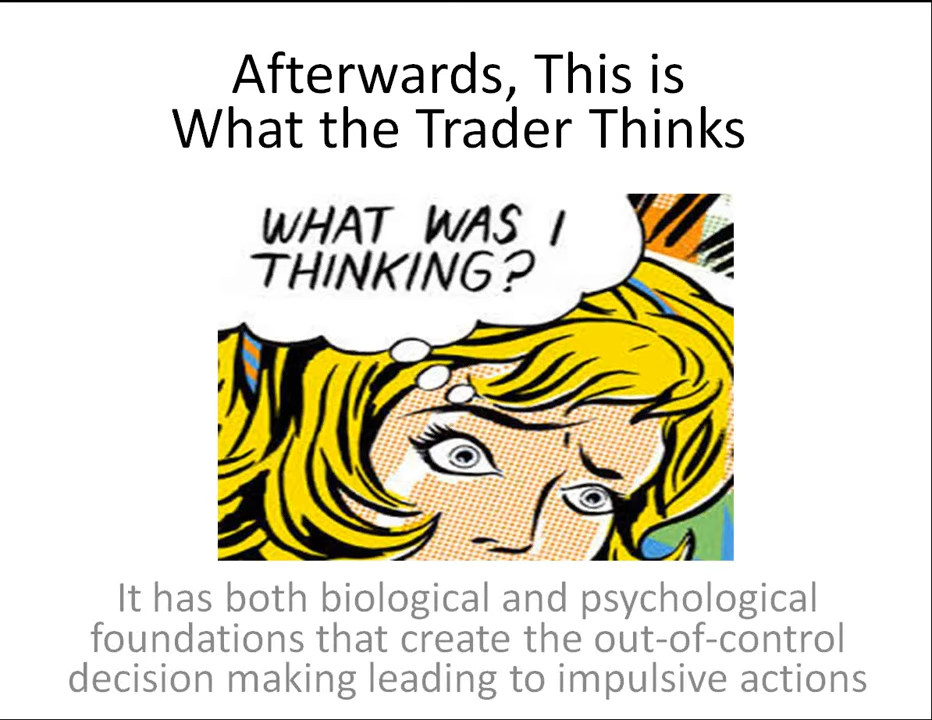 Afterwards, This is
What the Trader Thinks
WHAT WAS I
THINKING?
It has both biological and psychological
foundations that create the out-of-control
decision making leading to impulsive actions